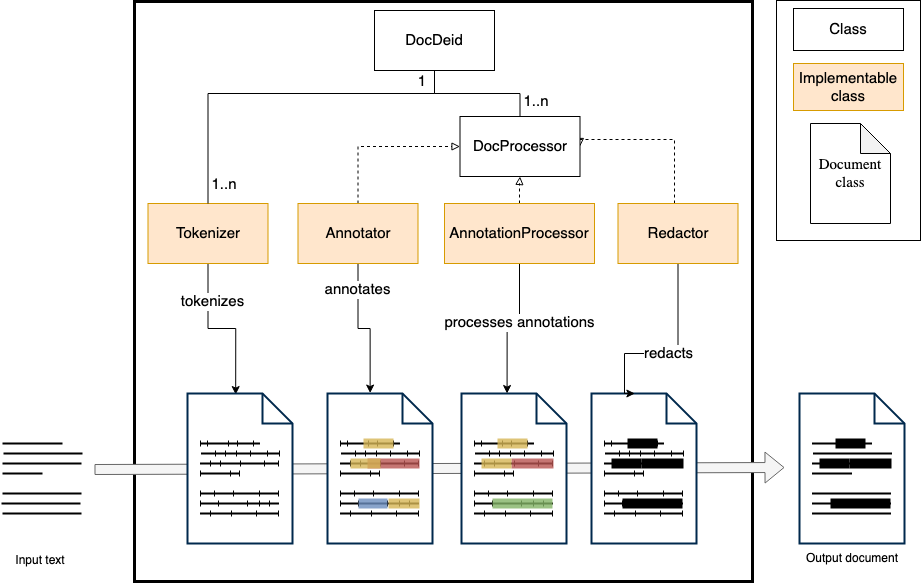 DocDeid
1
1..n
DocProcessor
1..n
Tokenizer
Annotator
AnnotationProcessor
Redactor
tokenizes
annotates
processes annotations
redacts
Input text
Output document
Class
Implementable
class
Document
class